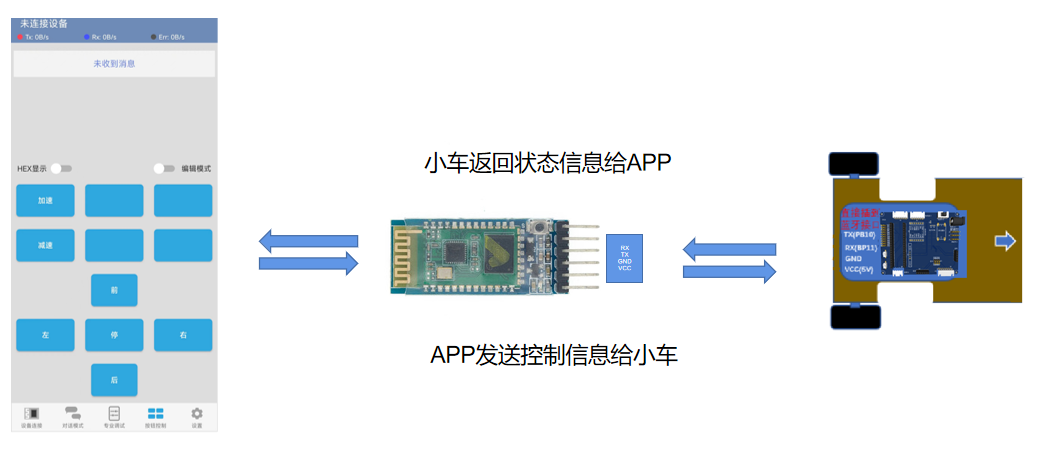 未连接设备
Tx: 0B/s
Rx: 0B/s
Err: 0B/s
未收到消息
HEX显示
编辑模式
加速
减速
前
左
停
右
后
设备连接
对话模式
专业调试
按钮控制
设置
小车返回状态信息给APP
RX
TX
GND
VCC
APP发送控制信息给小车
TX(PB10)
RX(BP11)
GND
VCC(5V)